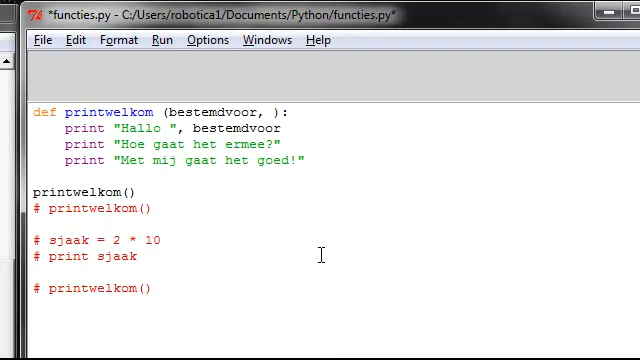 *functies.py - C:/Users/robotica1/Documents/Python/functies.py*
File Edit Format Run Options Windows Help
def printwelkom (bestemdvoor, ):
    print "Hallo ", bestemdvoor
    print "Hoe gaat het ermee?"
    print "Met mij gaat het goed!"
printwelkom()
# printwelkom()
# sjaak = 2 * 10
# print sjaak
# printwelkom()